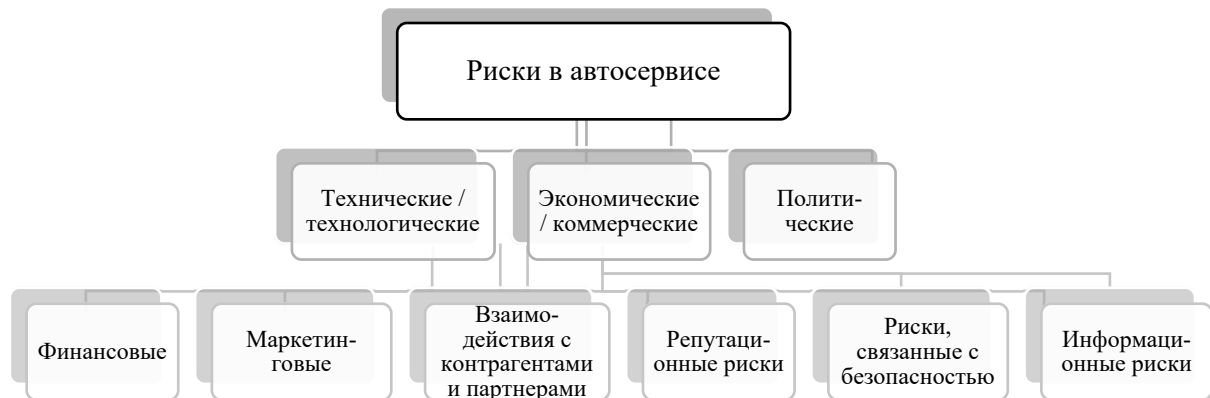 Риски в автосервисе
Технические /
технологические
Экономические
/ коммерческие
Полити-
ческие
Финансовые
Маркетин-
говые
Взаимо-
действия с
контрагентами
и партнерами
Репутаци-
онные риски
Риски,
связанные с
безопасностью
Информаци-
онные риски